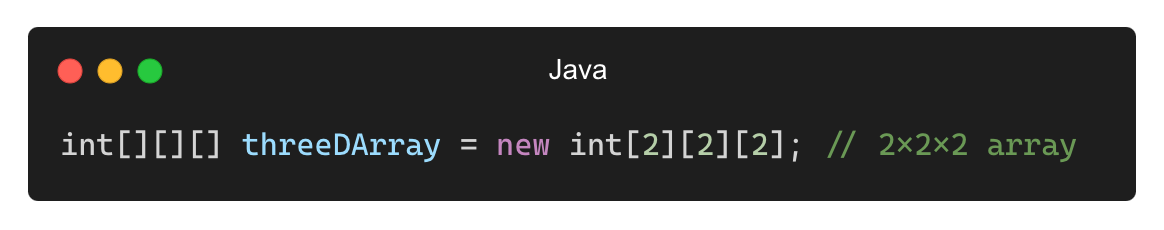 Java
int[][][] threeDArray = new int[2][2][2]; // 2×2×2 array